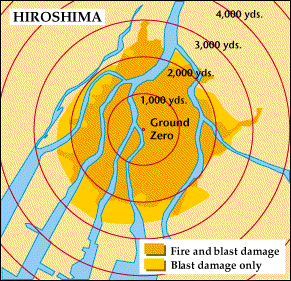 HIROSHIMA
4,000 yds.
3,000 yds.
2,000 yds.
1,000 yds.
Ground
Zero
Fire and blast damage
Blast damage only